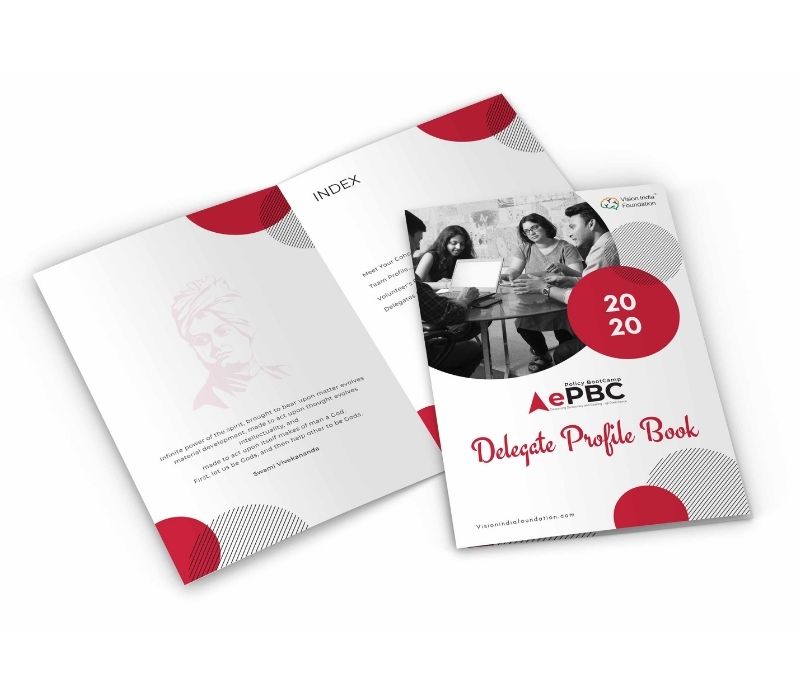 Infinite power of the spirit, brought to bear upon matter evolves
material development, made to act upon thought evolves
intellectuality, and
made to act upon itself makes of man a God.
First, let us be Gods, and then help other to be Gods.
Swami Vivekananda
INDEX
Meet Your
Team Profile
Volunteer's
Delegates
Vision India
Foundation
20
20
Policy BootCamp
ePBC
Delegate Profile Book
Visionindiafoundation.com